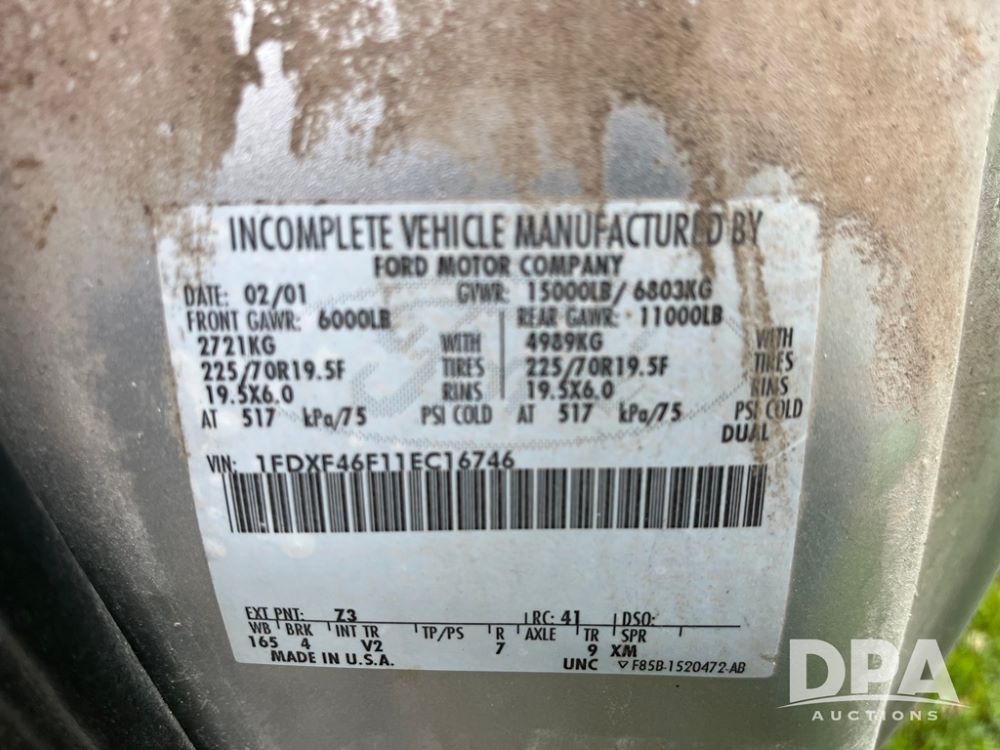 INCOMPLETE VEHICLE MANUFACTURED BY
FORD MOTOR COMPANY
DATE: 02/01 GVWR: 15000LB/ 6803KG
FRONT GAWR: 6000LB REAR GAWR: 11000LB
2721KG WITH 4989KG WITH
225/70R19.5F TIRES 225/70R19.5F TIRES
19.5X6.0 RIMS 19.5X6.0 RIMS
AT 517 kPa/75 PSI COLD AT 517 kPa/75 PSI COLD
DUAL
VIN: 1FDXF46F11EC16746
EXT PNT: Z3 RC: 41 DSO:
WB BRK INT TR TP/PS R AXLE TR SPR
165 4 V2 7 9 XM
MADE IN U.S.A. UNC F85B-1520472-AB
DPA
AUCTIONS